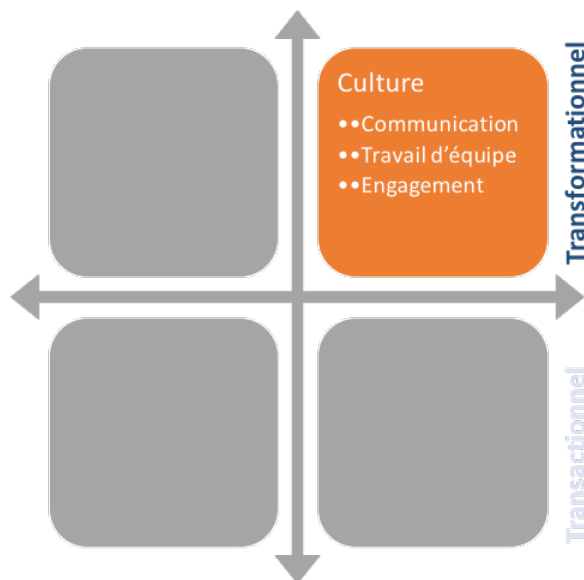 Culture
••Communication
••Travail d’équipe
••Engagement
Transformationnel
Transactionnel